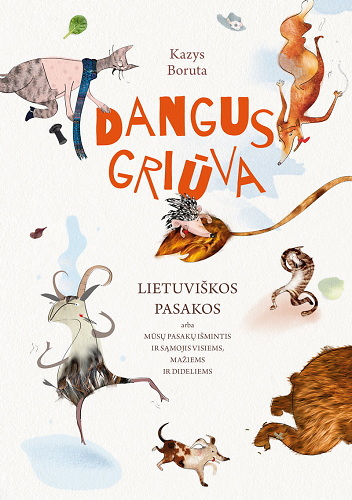 Kazys
Boruta
DANGUS
GRIŪVA
LIETUVIŠKOS
PASAKOS
arba
MŪSŲ PASAKŲ IŠMINTIS
IR SĄMOJIS VISIEMS,
MAŽIEMS
IR DIDELIEMS